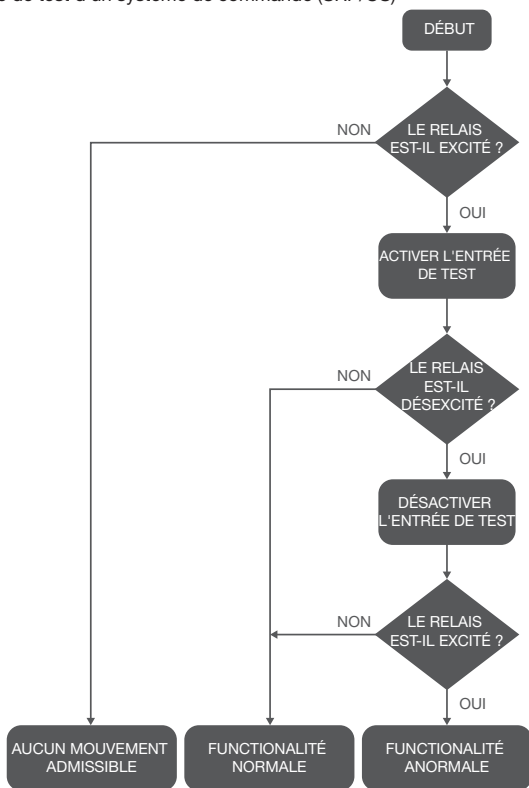 DÉBUT
NON
LE RELAIS
EST-IL EXCITÉ ?
OUI
ACTIVER L'ENTRÉE
DE TEST
NON
LE RELAIS
EST-IL
DÉSEXCITÉ ?
OUI
DÉSACTIVER
L'ENTRÉE DE TEST
NON
LE RELAIS
EST-IL EXCITÉ ?
OUI
AUCUN MOUVEMENT
ADMISSIBLE
FUNCTIONALITÉ
NORMALE
FUNCTIONALITÉ
ANORMALE